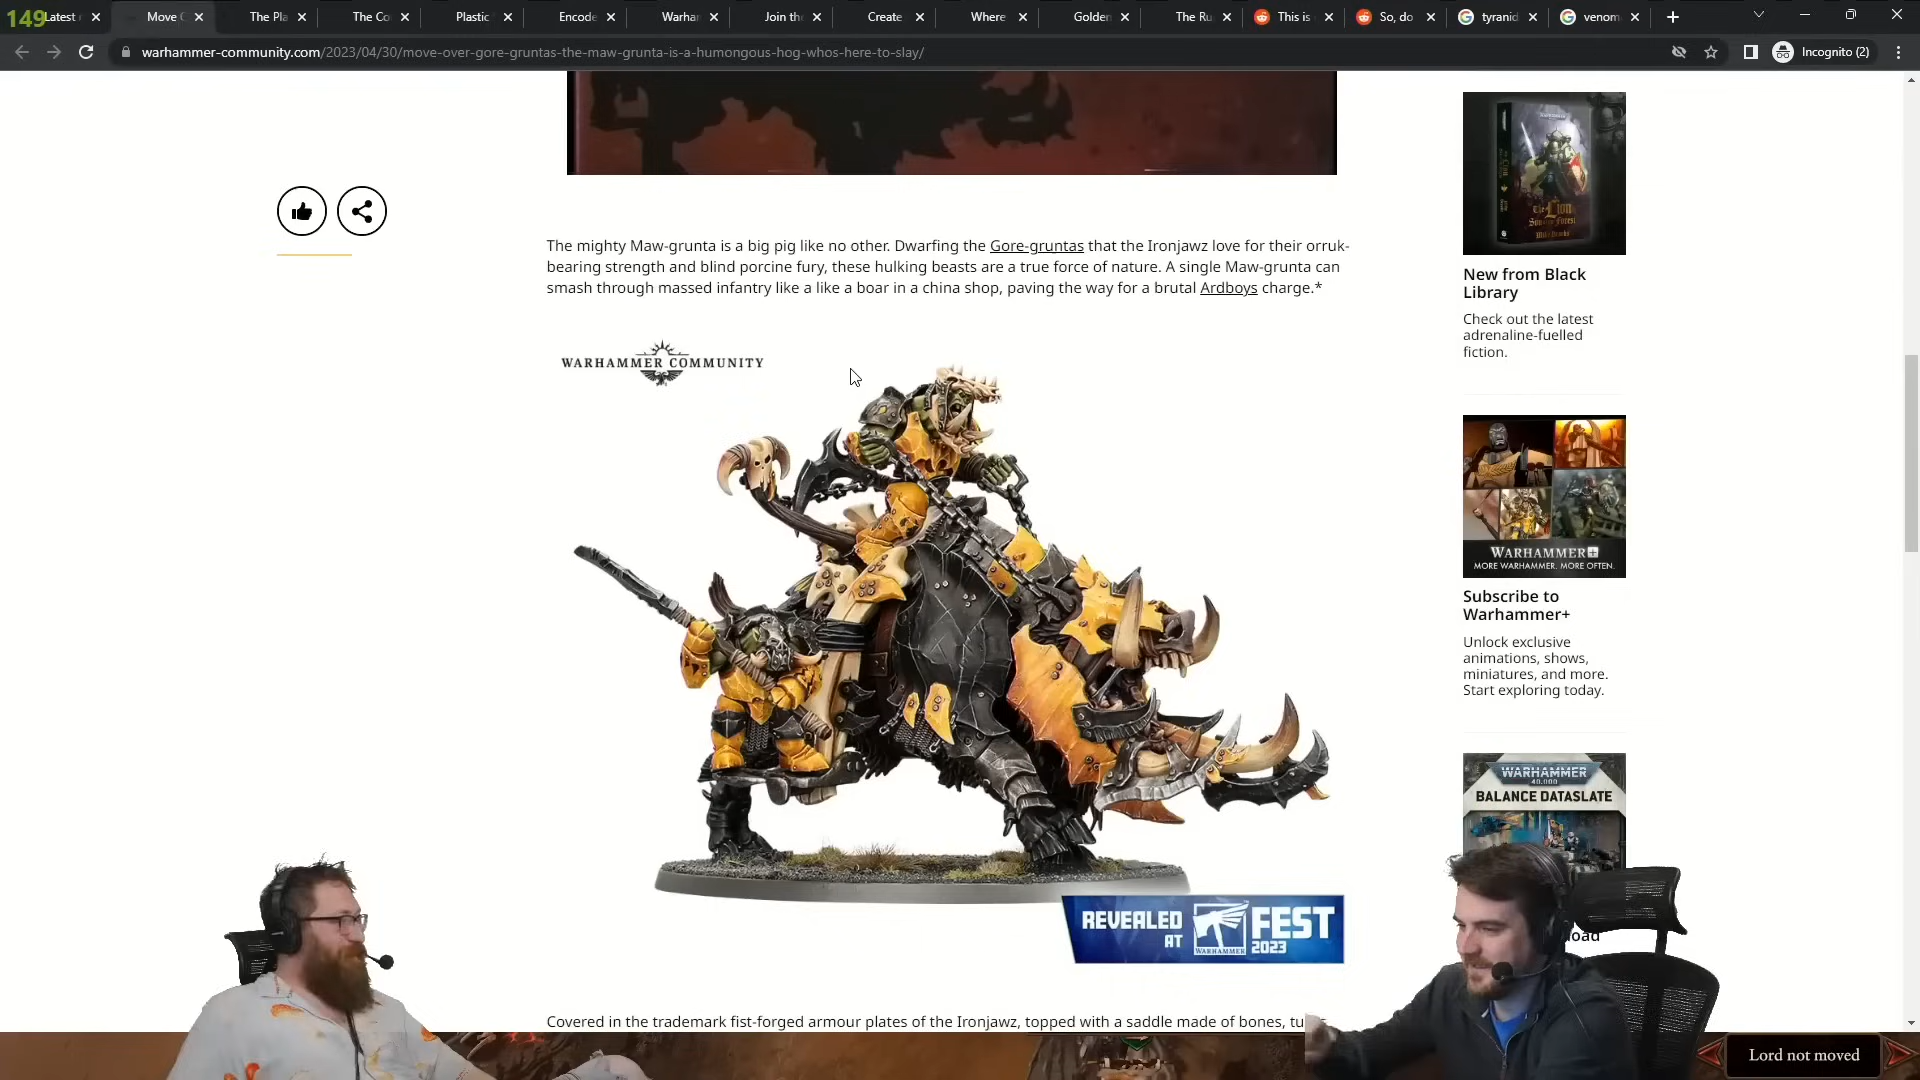 149
Latest
Move
The Pla
The Co
Plastic
Encode
Warhar
Join th
Create
Where
Golden
The Ru
This is
So, do
tyranid
venom
warhammer-community.com/2023/04/30/move-over-gore-gruntas-the-maw-grunta-is-a-humongous-hog-whos-here-to-slay/
Incognito (2)
The mighty Maw-grunta is a big pig like no other. Dwarfing the Gore-gruntas that the Ironjawz love for their orruk-
bearing strength and blind porcine fury, these hulking beasts are a true force of nature. A single Maw-grunta can
smash through massed infantry like a like a boar in a china shop, paving the way for a brutal Ardboys charge.*
WARHAMMER COMMUNITY
REVEALED
AT
WARHAMMER
FEST
2023
Covered in the trademark fist-forged armour plates of the Ironjawz, topped with a saddle made of bones,
The
Lion
New from Black
Library
Check out the latest
adrenaline-fuelled
fiction.
WARHAMMER+
MORE WARHAMMER. MORE OFTEN.
Subscribe to
Warhammer+
Unlock exclusive
animations, shows,
miniatures, and more.
Start exploring today.
WARHAMMER
40,000
BALANCE DATASLATE
Lord not moved